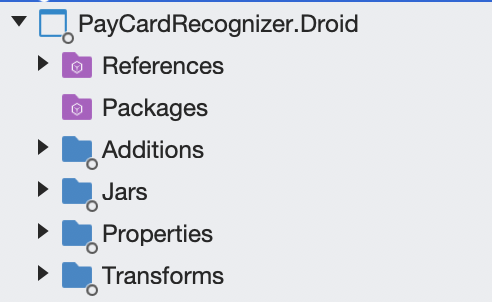 PayCardRecognizer.Droid
References
Packages
Additions
Jars
Properties
Transforms